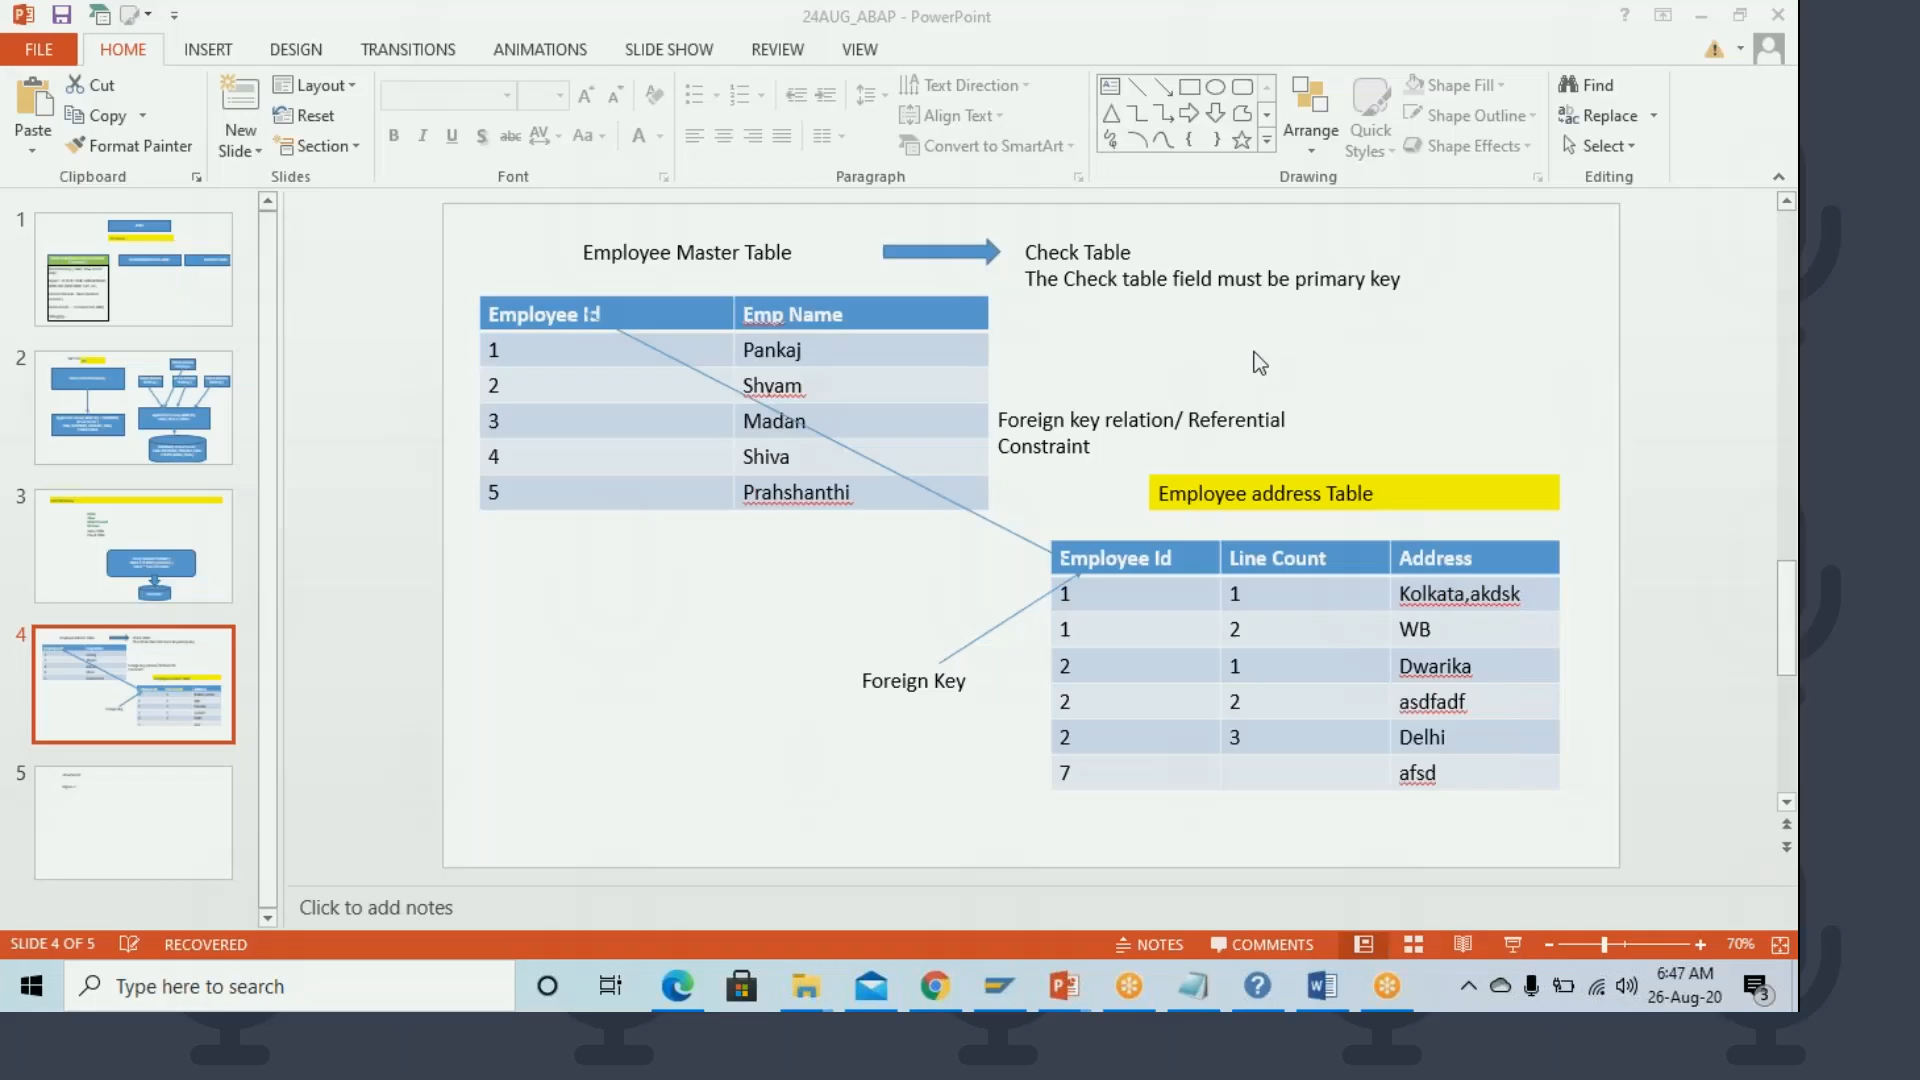 24AUG_ABAP - PowerPoint
FILE
HOME
INSERT
DESIGN
TRANSITIONS
ANIMATIONS
SLIDE SHOW
REVIEW
VIEW
Paste
Cut
Copy
Format Painter
Clipboard
New
Slide
Layout
Reset
Section
Slides
Font
Text Direction
Align Text
Convert to SmartArt
Paragraph
Arrange
Quick
Styles
Shape Fill
Shape Outline
Shape Effects
Drawing
Find
Replace
Select
Editing
1
2
3
4
5
Employee Master Table
Check Table
The Check table field must be primary key
Employee Id Emp Name
1 Pankaj
2 Shyam
3 Madan
4 Shiva
5 Prahshanthi
Foreign key relation/ Referential
Constraint
Employee address Table
Employee Id Line Count Address
1 1 Kolkata,akdsk
1 2 WB
2 1 Dwarika
2 2 asdfadf
2 3 Delhi
7 afsd
Foreign Key
Click to add notes
SLIDE 4 OF 5
RECOVERED
NOTES
COMMENTS
70%
Type here to search
6:47 AM
26-Aug-20
3